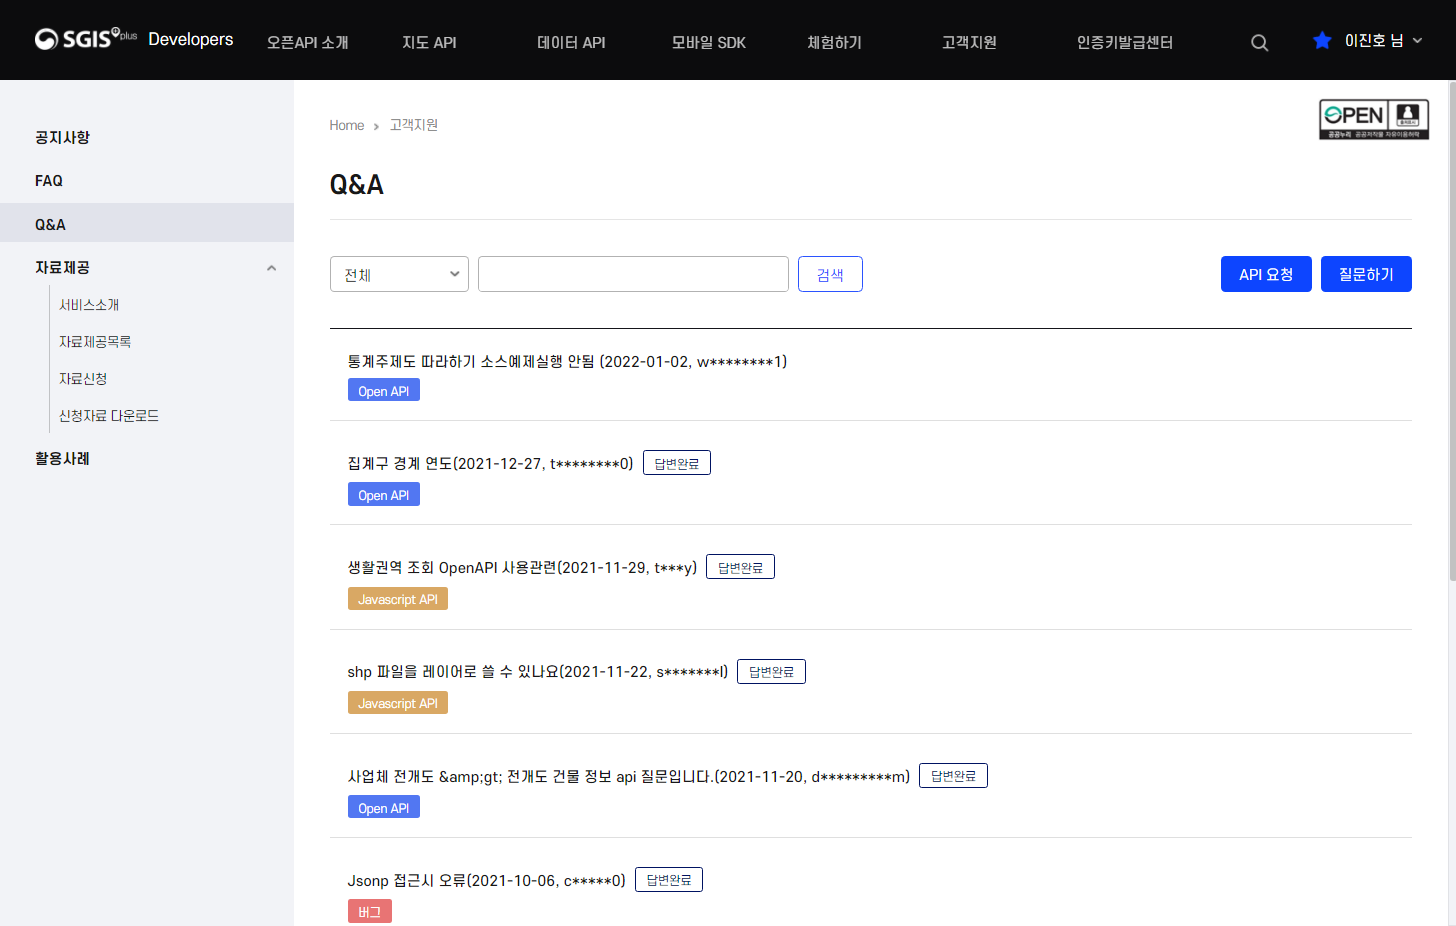 SGIS plus Developers
오픈API 소개
지도 API
데이터 API
모바일 SDK
체험하기
고객지원
인증키발급센터
이진호 님
공지사항
FAQ
Q&A
자료제공
서비스소개
자료제공목록
자료신청
신청자료 다운로드
활용사례
Home > 고객지원
OPEN
공공누리 공공저작물 자유이용허락
Q&A
전체
검색
API 요청
질문하기
통계주제도 따라하기 소스예제실행 안됨 (2022-01-02, w********1)
Open API
집계구 경계 연도(2021-12-27, t********0) 답변완료
Open API
생활권역 조회 OpenAPI 사용관련(2021-11-29, t***y) 답변완료
Javascript API
shp 파일을 레이어로 쓸 수 있나요(2021-11-22, s*******l) 답변완료
Javascript API
사업체 전개도 &amp;gt; 전개도 건물 정보 api 질문입니다.(2021-11-20, d*********m) 답변완료
Open API
Jsonp 접근시 오류(2021-10-06, c*****0) 답변완료
버그